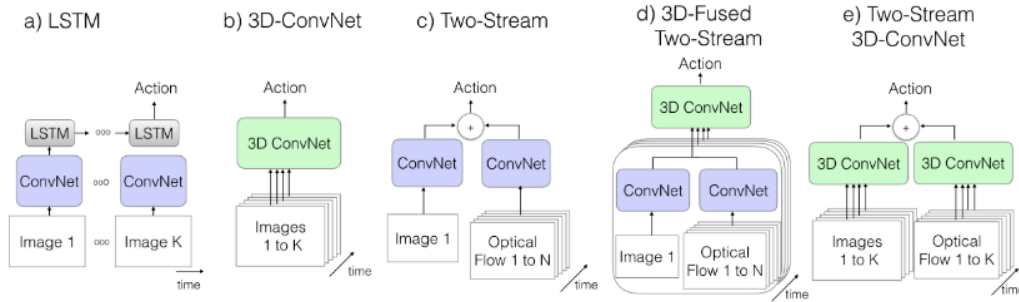 a) LSTM
Action
LSTM
ooo
LSTM
ConvNet
ooo
ConvNet
Image 1
ooo
Image K
time
b) 3D-ConvNet
Action
3D ConvNet
Images
1 to K
time
c) Two-Stream
Action
+
ConvNet
ConvNet
Image 1
Optical
Flow 1 to N
time
d) 3D-Fused
Two-Stream
Action
3D ConvNet
ConvNet
ConvNet
Image 1
Optical
Flow 1 to N
time
e) Two-Stream
3D-ConvNet
Action
+
3D ConvNet
3D ConvNet
Images
1 to K
Optical
Flow 1 to K
time